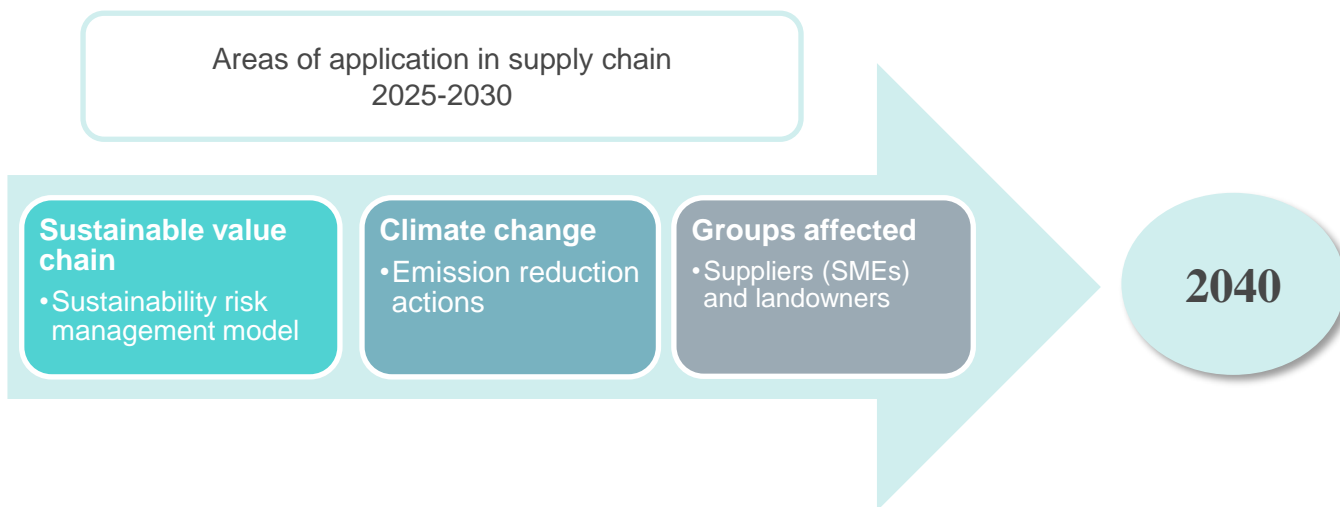 Areas of application in supply chain
2025-2030
Sustainable value
chain
•Sustainability risk
management model
Climate change
•Emission reduction
actions
Groups affected
•Suppliers (SMEs)
and landowners
2040